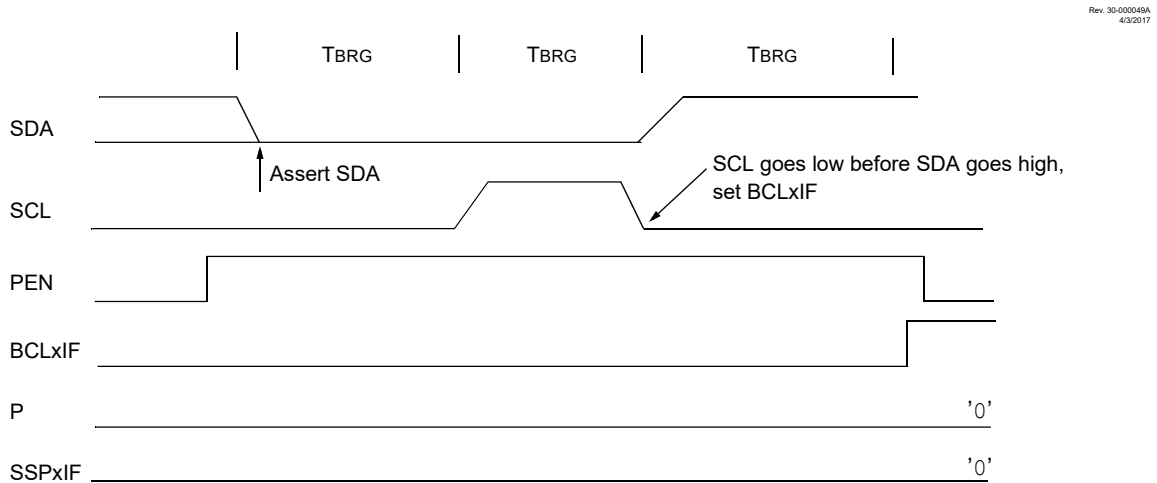 Rev. 30-000049A
4/3/2017
TBRG TBRG TBRG
SDA
Assert SDA
SCL goes low before SDA goes high,
set BCLxIF
SCL
PEN
BCLxIF
P '0'
SSPxIF '0'